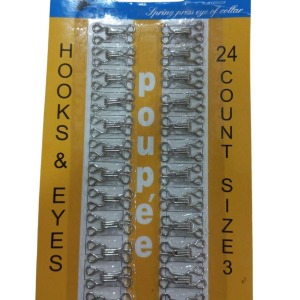 Spring press eye of collar
HOOKS & EYES
poupée
24 COUNT SIZE 3